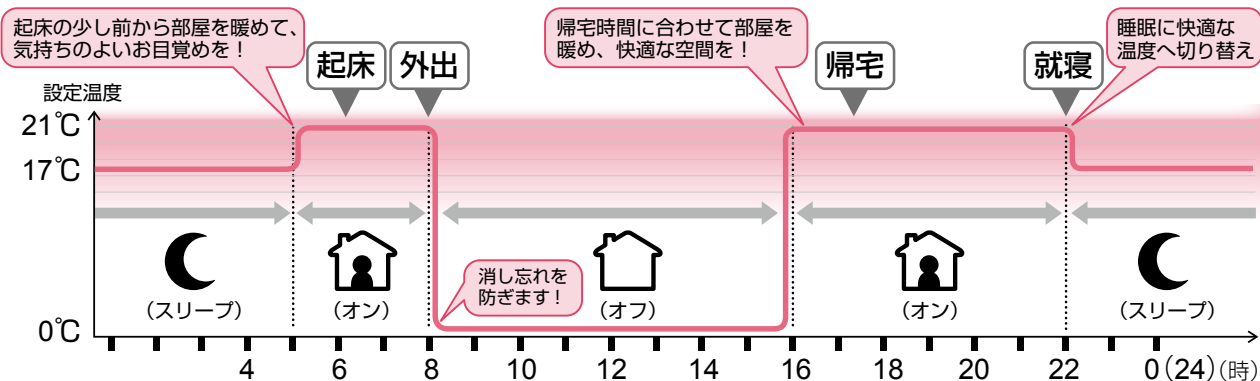 起床の少し前から部屋を暖めて、
気持ちのよいお目覚めを！
起床
外出
帰宅時間に合わせて部屋を
暖め、快適な空間を！
帰宅
就寝
睡眠に快適な
温度へ切り替え
設定温度
21℃
17℃
0℃
（スリープ）
（オン）
消し忘れを
防ぎます！
（オフ）
（オン）
（スリープ）
4 6 8 10 12 14 16 18 20 22 0(24)(時)